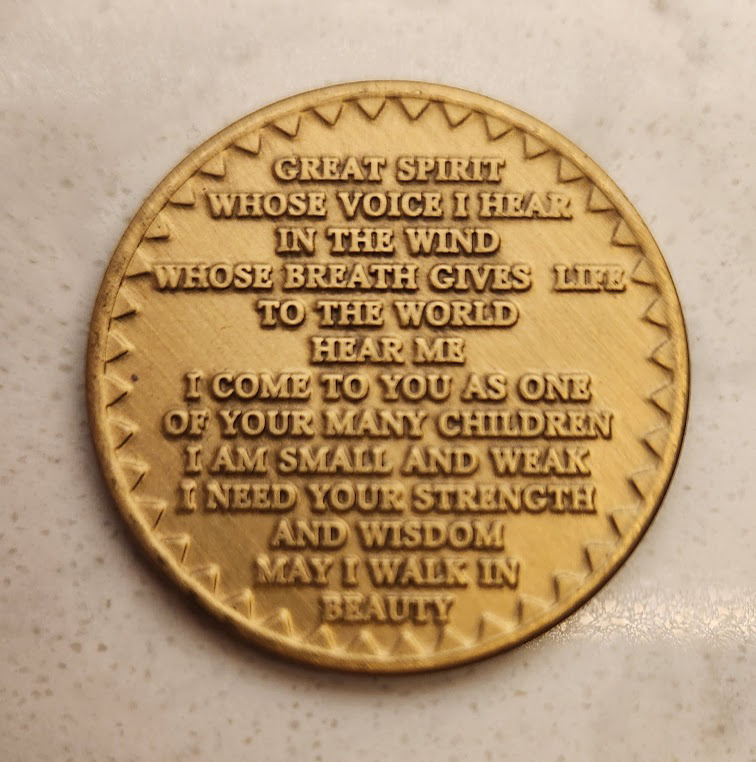 GREAT SPIRIT
WHOSE VOICE I HEAR
IN THE WIND
WHOSE BREATH GIVES LIFE
TO THE WORLD
HEAR ME
I COME TO YOU AS ONE
OF YOUR MANY CHILDREN
I AM SMALL AND WEAK
I NEED YOUR STRENGTH
AND WISDOM
MAY I WALK IN
BEAUTY